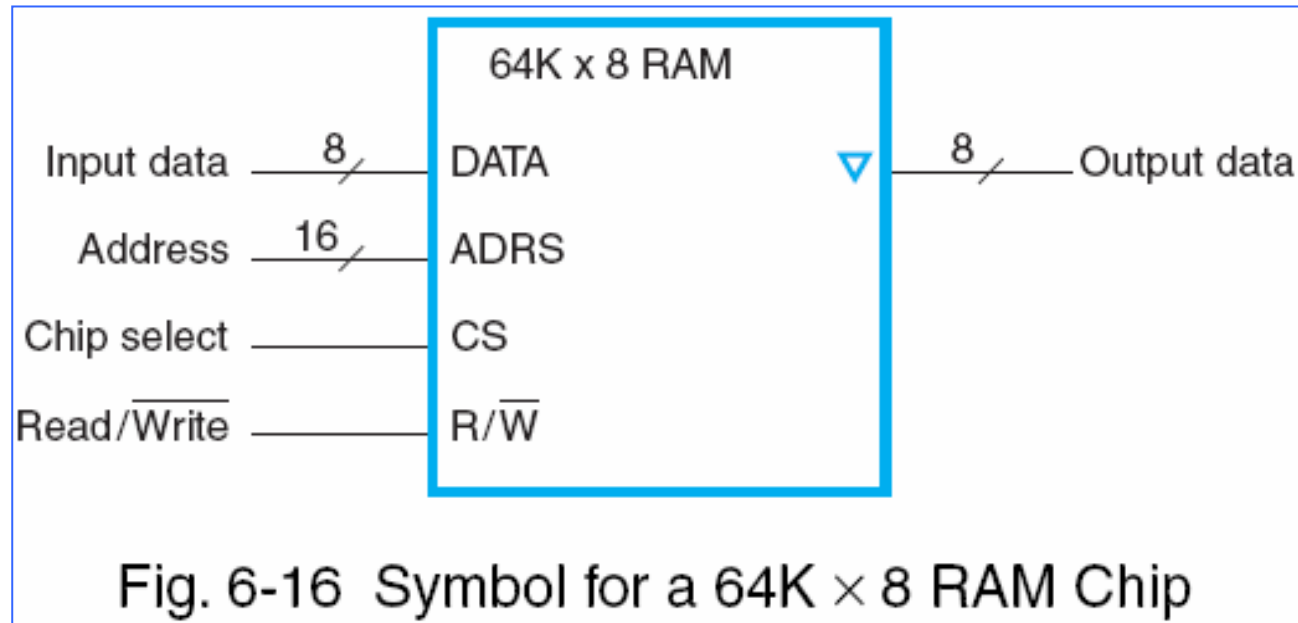 64K x 8 RAM
Input data 8 DATA 8 Output data
Address 16 ADRS
Chip select CS
Read/W̅r̅i̅t̅e̅ R/W̅
Fig. 6-16 Symbol for a 64K × 8 RAM Chip